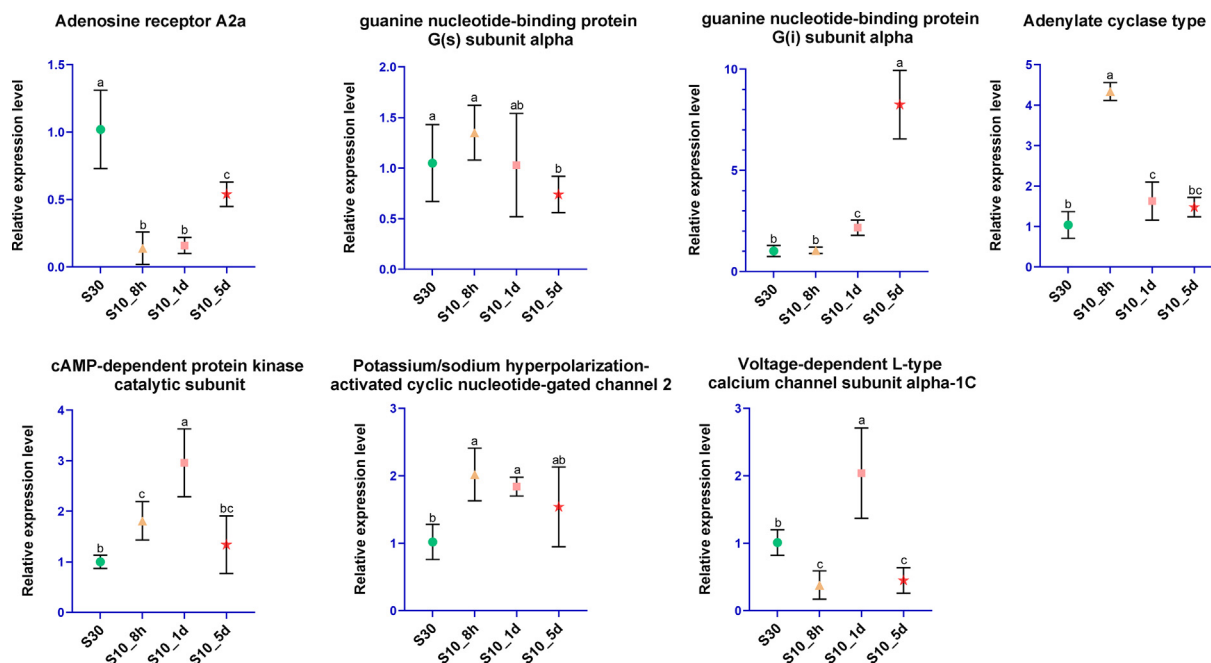 Adenosine receptor A2a
Relative expression level
1.5
1.0
0.5
0.0
a
b
b
c
S30
S10_8h
S10_1d
S10_5d
guanine nucleotide-binding protein
G(s) subunit alpha
Relative expression level
2.0
1.5
1.0
0.5
0.0
a
a
ab
b
S30
S10_8h
S10_1d
S10_5d
guanine nucleotide-binding protein
G(i) subunit alpha
Relative expression level
10
5
0
b
b
c
a
S30
S10_8h
S10_1d
S10_5d
Adenylate cyclase type
Relative expression level
5
4
3
2
1
0
b
a
c
bc
S30
S10_8h
S10_1d
S10_5d
cAMP-dependent protein kinase
catalytic subunit
Relative expression level
4
3
2
1
0
b
c
a
bc
S30
S10_8h
S10_1d
S10_5d
Potassium/sodium hyperpolarization-
activated cyclic nucleotide-gated channel 2
Relative expression level
3
2
1
0
b
a
a
ab
S30
S10_8h
S10_1d
S10_5d
Voltage-dependent L-type
calcium channel subunit alpha-1C
Relative expression level
3
2
1
0
b
c
a
c
S30
S10_8h
S10_1d
S10_5d